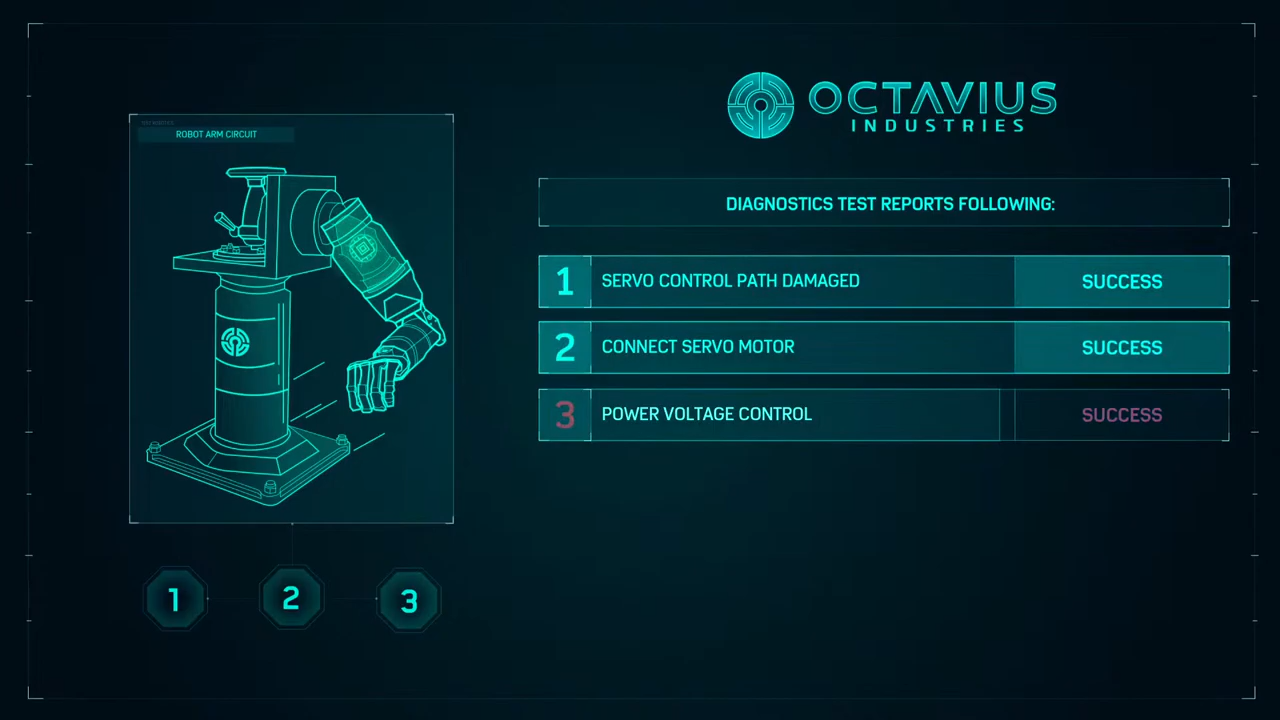 ROBOT ARM CIRCUIT
OCTAVIUS
INDUSTRIES
DIAGNOSTICS TEST REPORTS FOLLOWING:
1 SERVO CONTROL PATH DAMAGED SUCCESS
2 CONNECT SERVO MOTOR SUCCESS
3 POWER VOLTAGE CONTROL SUCCESS
1 2 3